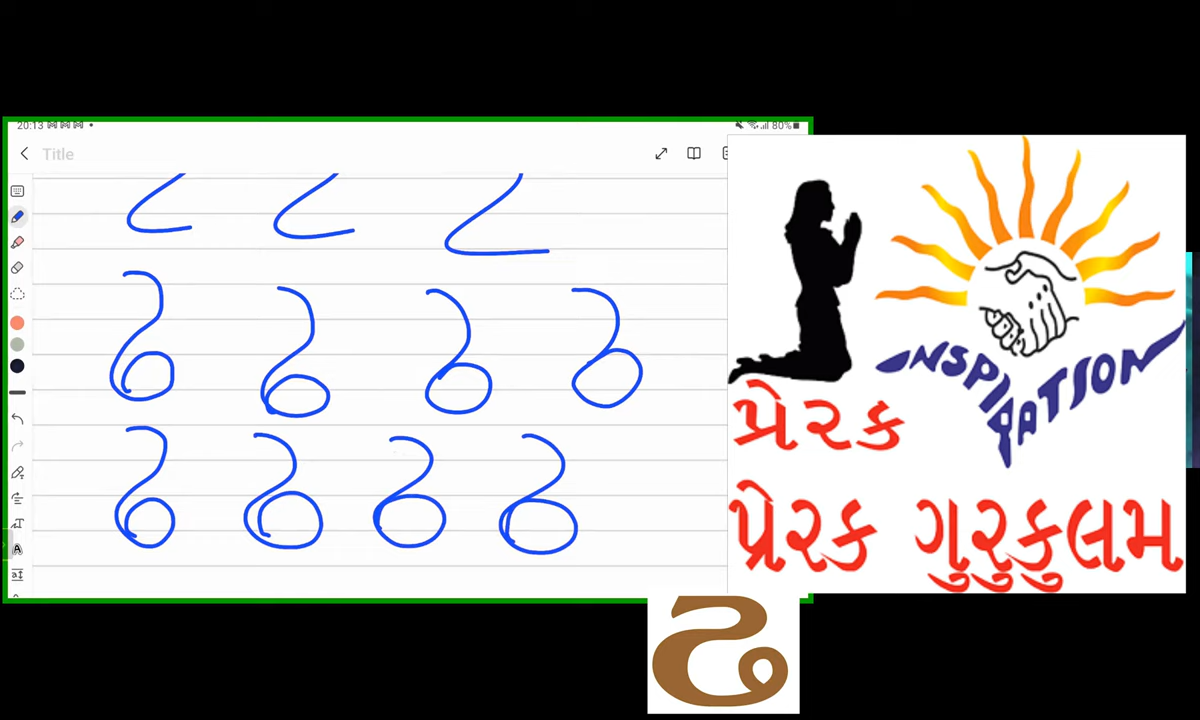 20:13
80%
Title
ઢ ઢ ઢ ઢ
ઢ ઢ ઢ ઢ
INSPIRATION
પ્રેરક
પ્રેરક ગુરુકુલમ
ઢ